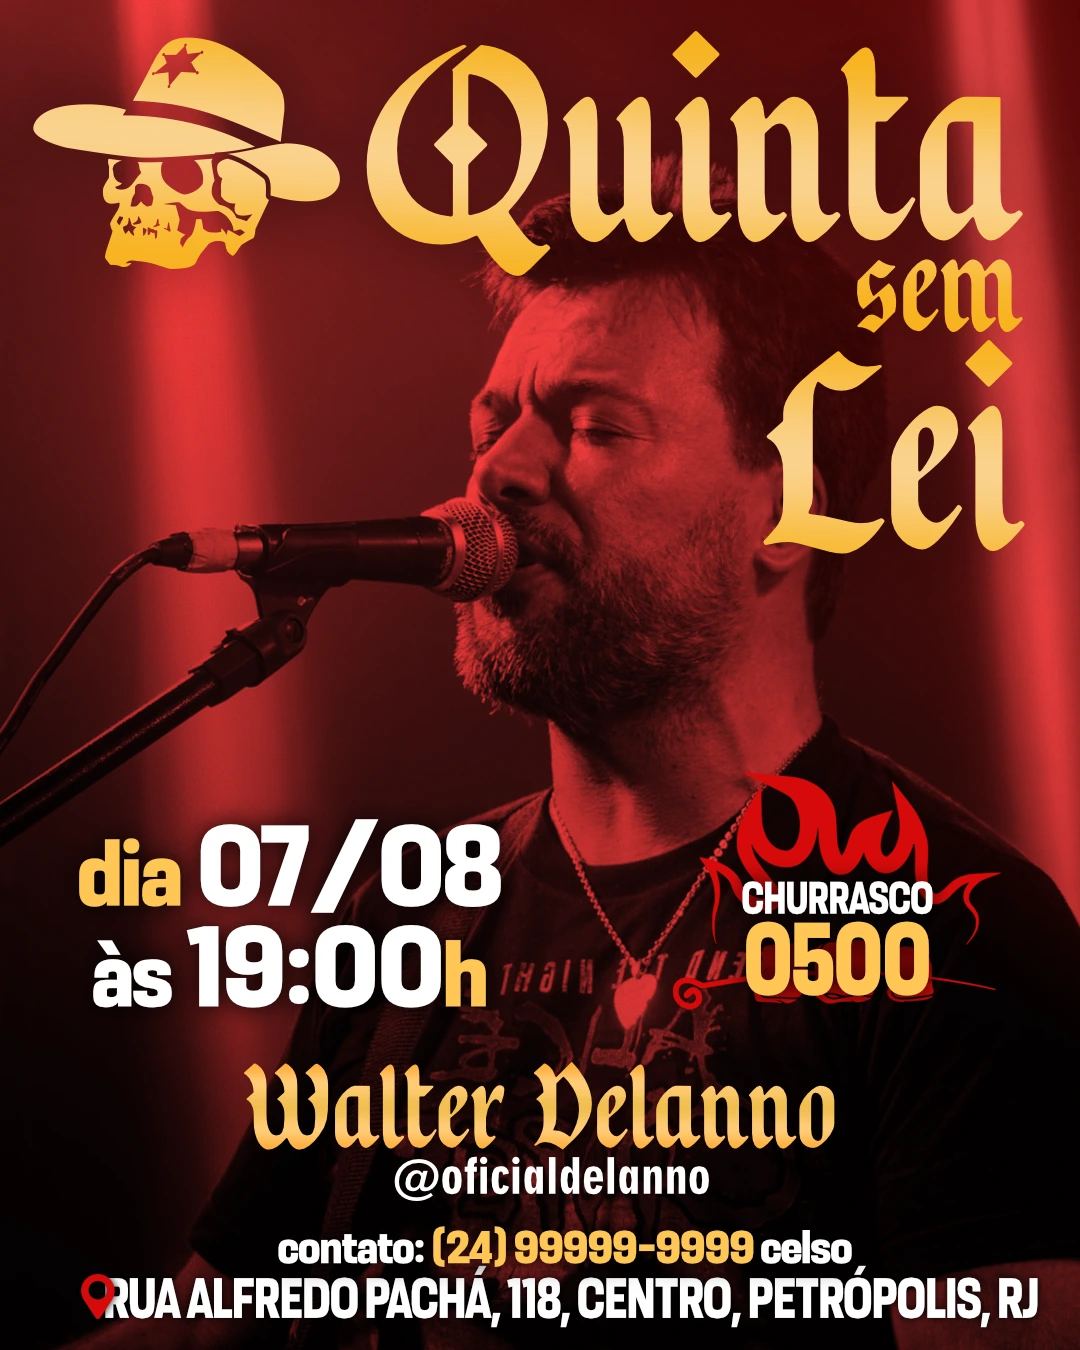 Quinta
sem
Lei
dia 07/08
às 19:00h
CHURRASCO
0500
Walter Delanno
@oficialdelanno
contato: (24) 99999-9999 celso
RUA ALFREDO PACHÁ, 118, CENTRO, PETRÓPOLIS, RJ